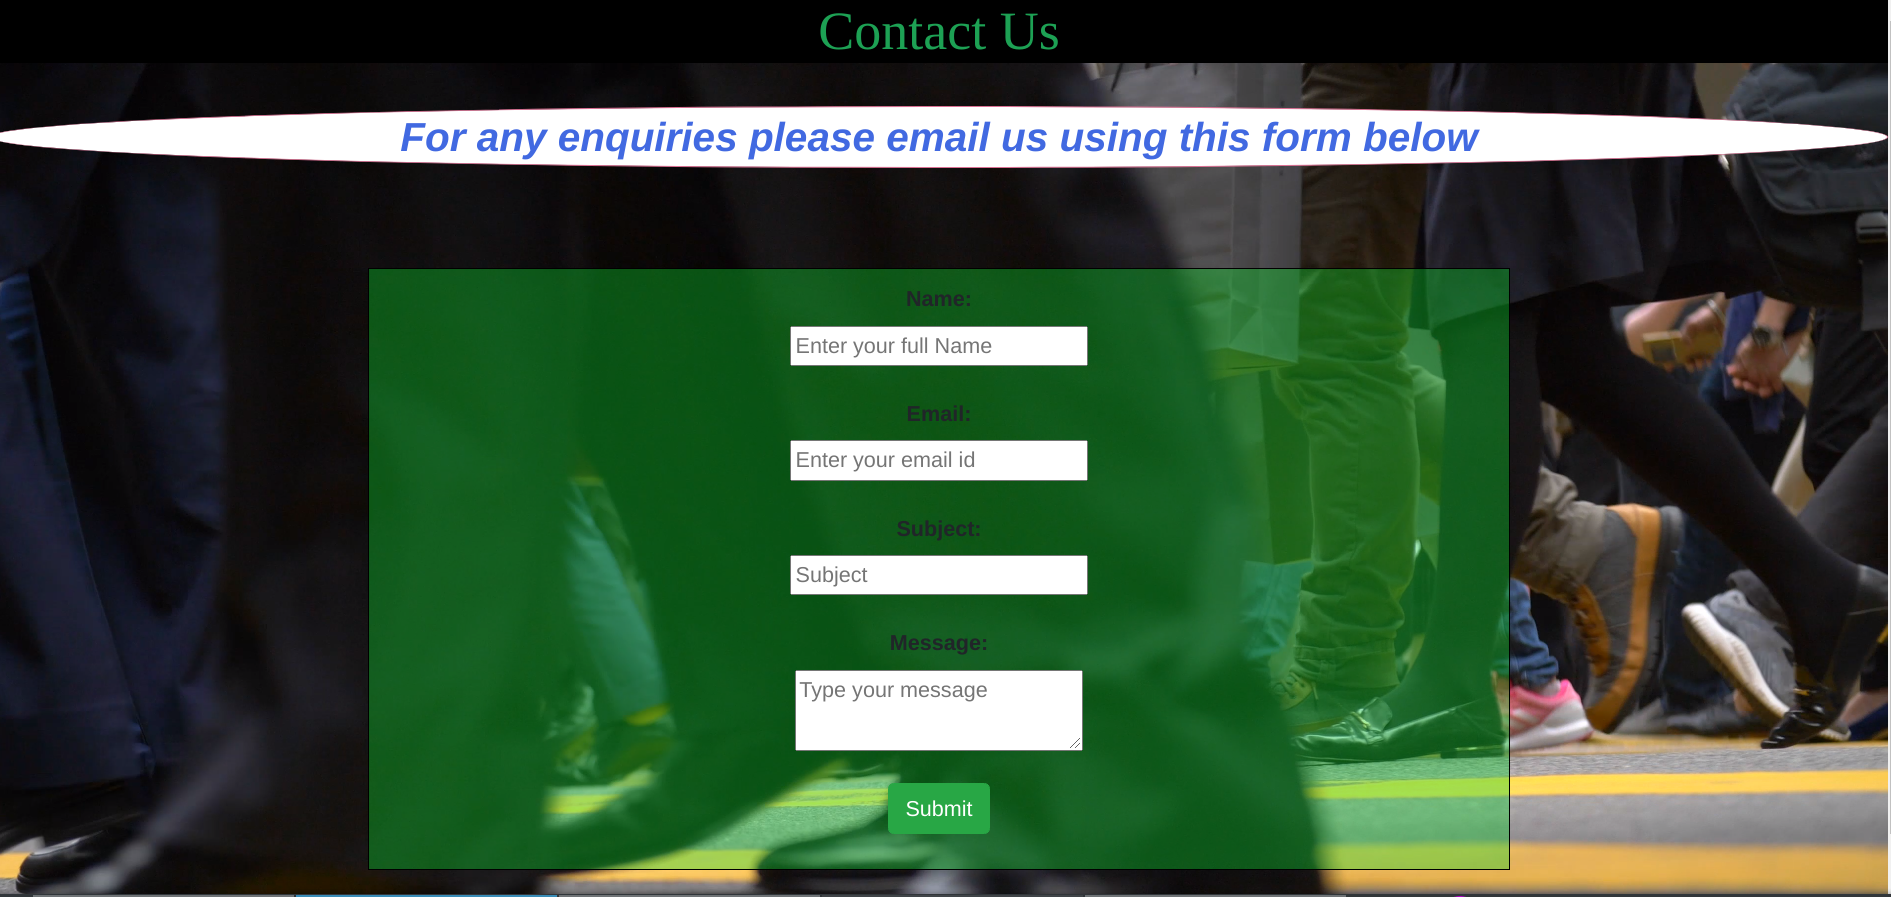 Contact Us
For any enquiries please email us using this form below
Name:
Enter your full Name
Email:
Enter your email id
Subject:
Subject
Message:
Type your message
Submit